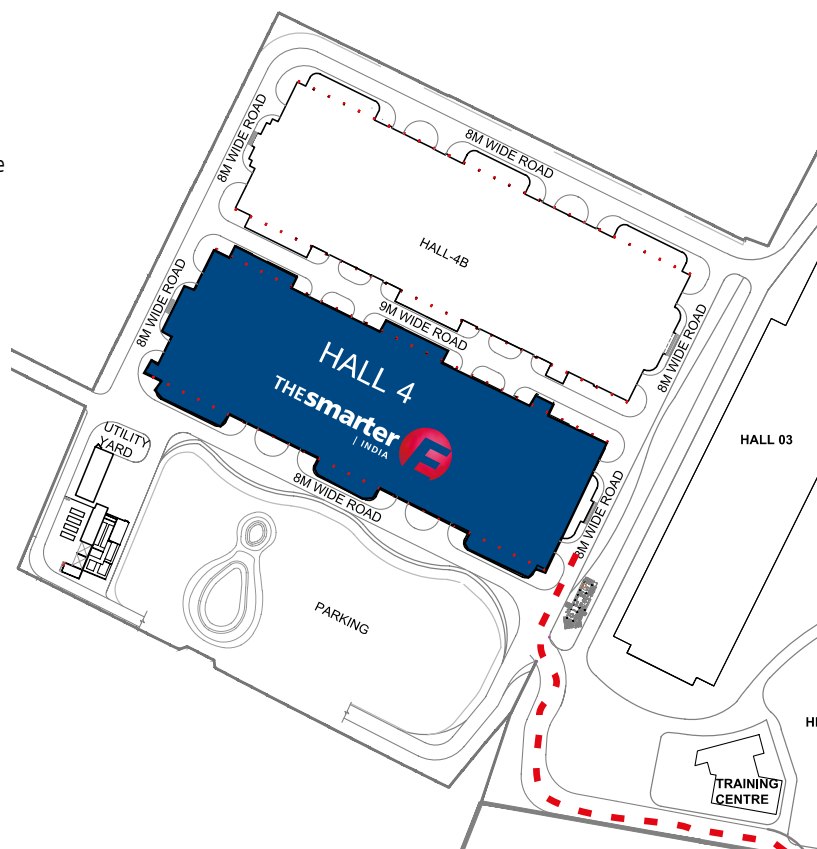 8M WIDE ROAD
8M WIDE ROAD
e
HALL-4B
8M WIDE ROAD
9M WIDE ROAD
8M WIDE ROAD
HALL 4
THE smarter E
| INDIA
HALL 03
UTILITY
YARD
8M WIDE ROAD
8M WIDE ROAD
PARKING
TRAINING
CENTRE